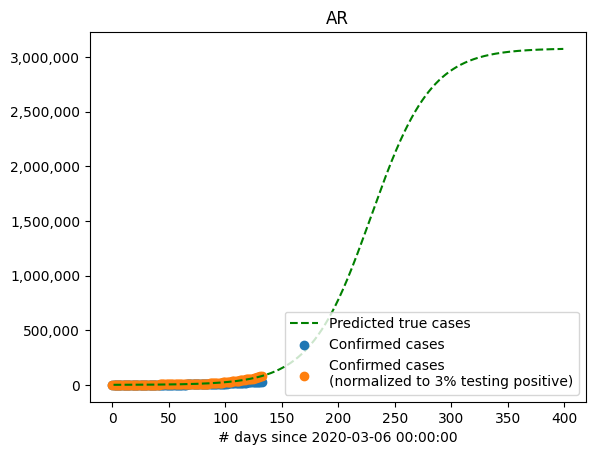 AR
3,000,000
2,500,000
2,000,000
1,500,000
1,000,000
500,000
0
Predicted true cases
Confirmed cases
Confirmed cases
(normalized to 3% testing positive)
0 50 100 150 200 250 300 350 400
# days since 2020-03-06 00:00:00